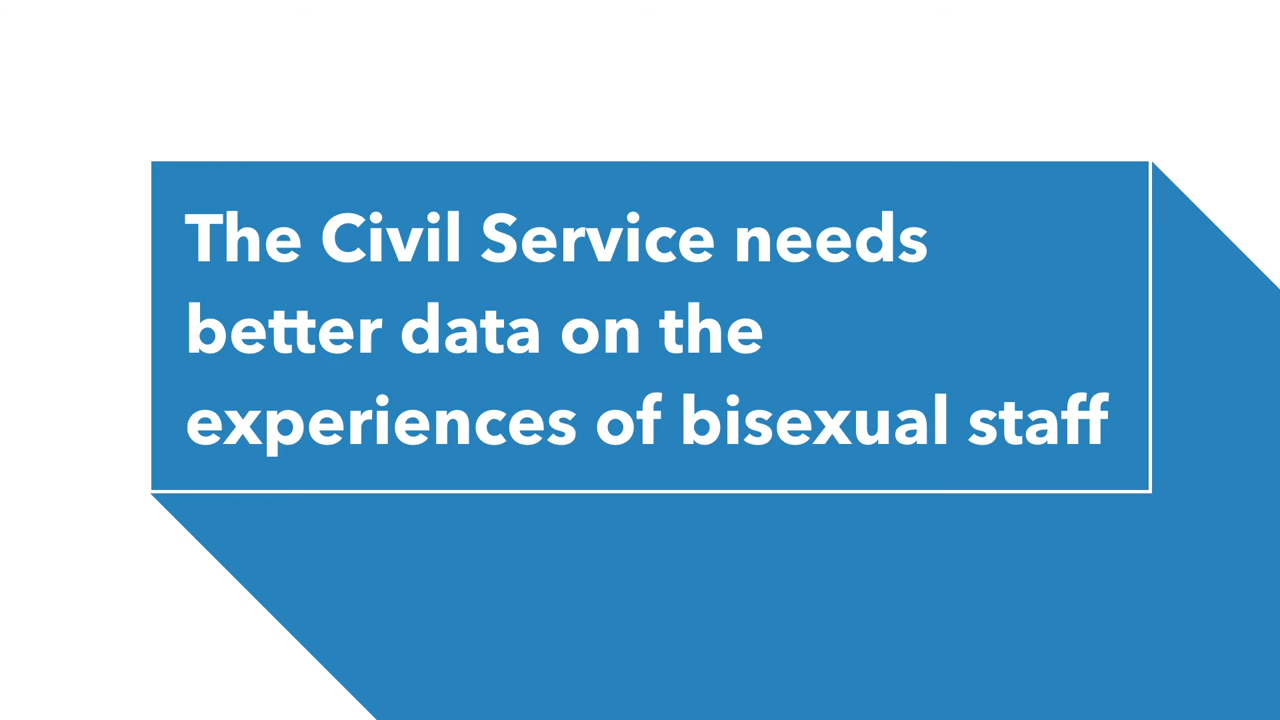 The Civil Service needs
better data on the
experiences of bisexual staff